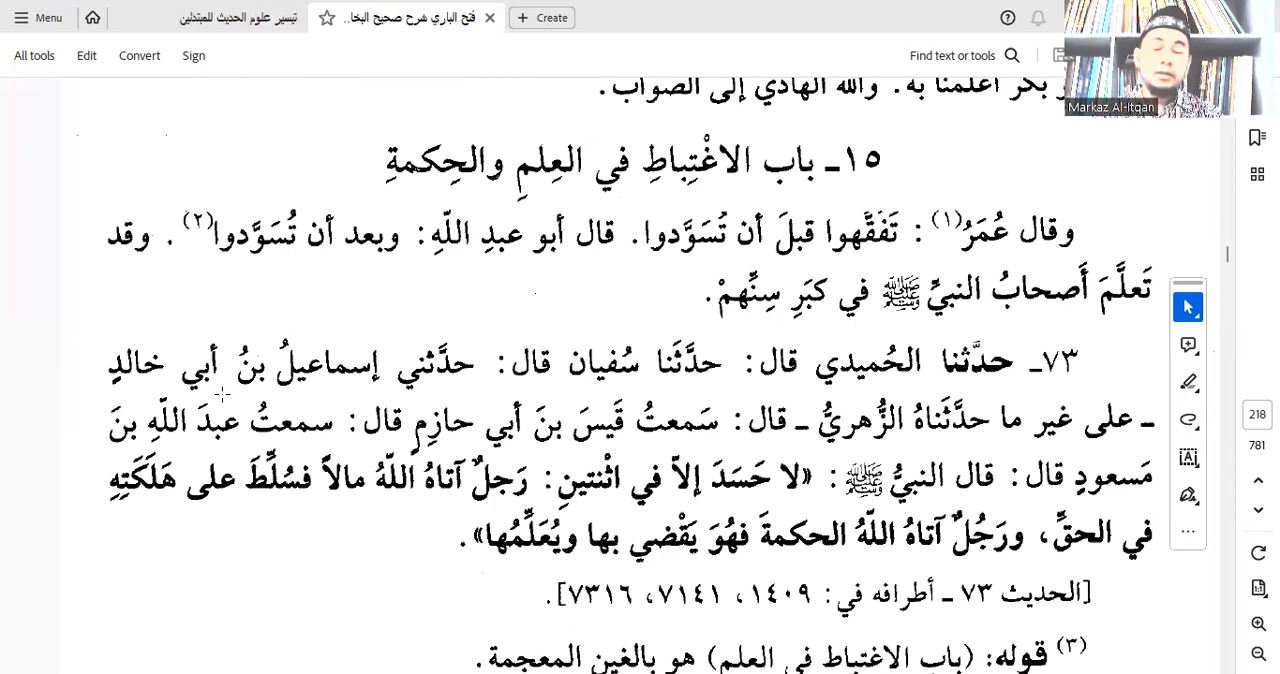 Menu
تيسير علوم الحديث للمبتدئين
فتح الباري شرح صحيح البخا..
Create
All tools Edit Convert Sign
Find text or tools
Markaz Al-Itqan
بكر أعلمنا به. والله الهادي إلى الصواب.
١٥ـ باب الاغْتِباطِ في العِلمِ والحِكمةِ
وقال عُمَرُ(١): تَفَقَّهوا قبلَ أن تُسَوَّدوا. قال أبو عبدِ اللّهِ: وبعد أن تُسَوَّدوا(٢). وقد
تَعلَّمَ أَصحابُ النبيِّ ﷺ في كبَرِ سِنِّهمْ.
٧٣ـ حدَّثنا الحُميدي قال: حدَّثَنا سُفيان قال: حدَّثني إسماعيلُ بنُ أبي خالدٍ
ـ على غير ما حدَّثَناهُ الزُّهريُّ ـ قال: سَمعتُ قَيسَ بنَ أبي حازِمٍ قال: سمعتُ عبدَ اللّهِ بنَ
مَسعودٍ قال: قال النبيُّ ﷺ: «لا حَسَدَ إلاّ في اثْنتينِ: رَجلٌ آتاهُ اللّهُ مالاً فسُلِّطَ على هَلَكَتِهِ
في الحقِّ، ورَجُلٌ آتاهُ اللّهُ الحكمةَ فهُوَ يَقْضي بها ويُعَلِّمُها».
[الحديث ٧٣ ـ أطرافه في: ١٤٠٩، ٧١٤١، ٧٣١٦].
(٣) قوله: (باب الاغتباط في العلم) هو بالغين المعجمة.
218
781